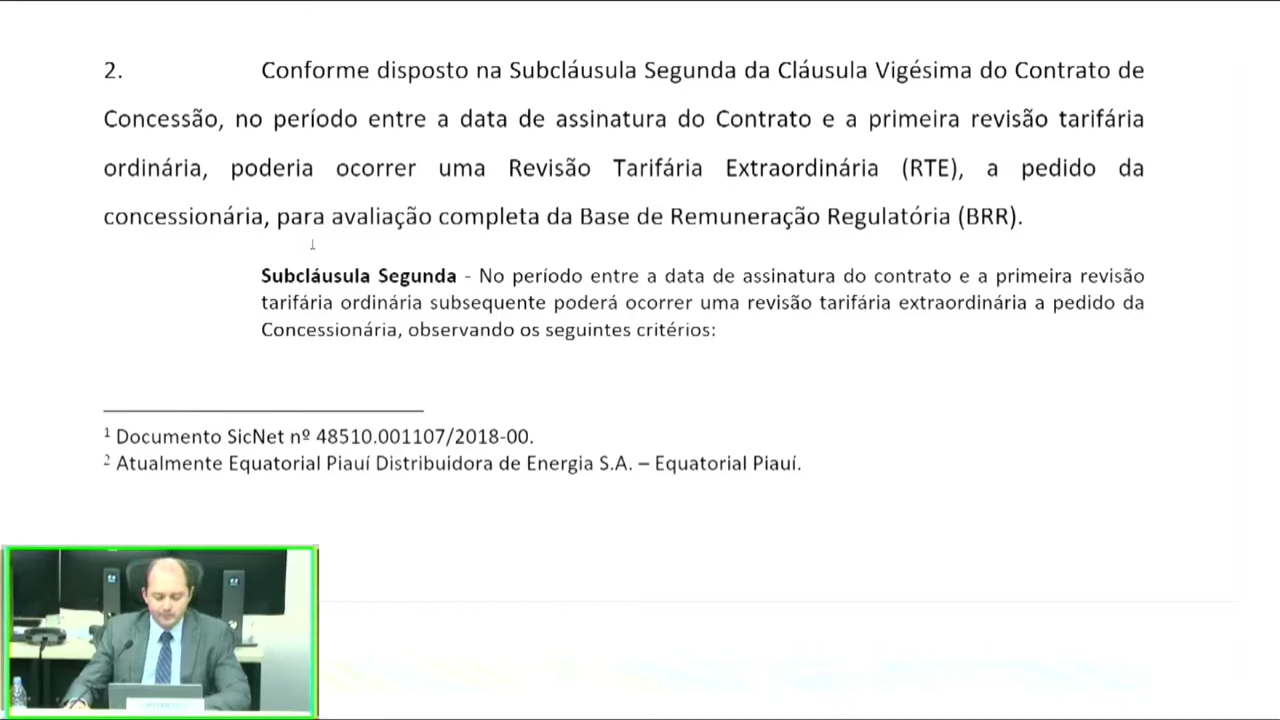 2. Conforme disposto na Subcláusula Segunda da Cláusula Vigésima do Contrato de
Concessão, no período entre a data de assinatura do Contrato e a primeira revisão tarifária
ordinária, poderia ocorrer uma Revisão Tarifária Extraordinária (RTE), a pedido da
concessionária, para avaliação completa da Base de Remuneração Regulatória (BRR).
Subcláusula Segunda - No período entre a data de assinatura do contrato e a primeira revisão
tarifária ordinária subsequente poderá ocorrer uma revisão tarifária extraordinária a pedido da
Concessionária, observando os seguintes critérios:
1 Documento SicNet nº 48510.001107/2018-00.
2 Atualmente Equatorial Piauí Distribuidora de Energia S.A. – Equatorial Piauí.